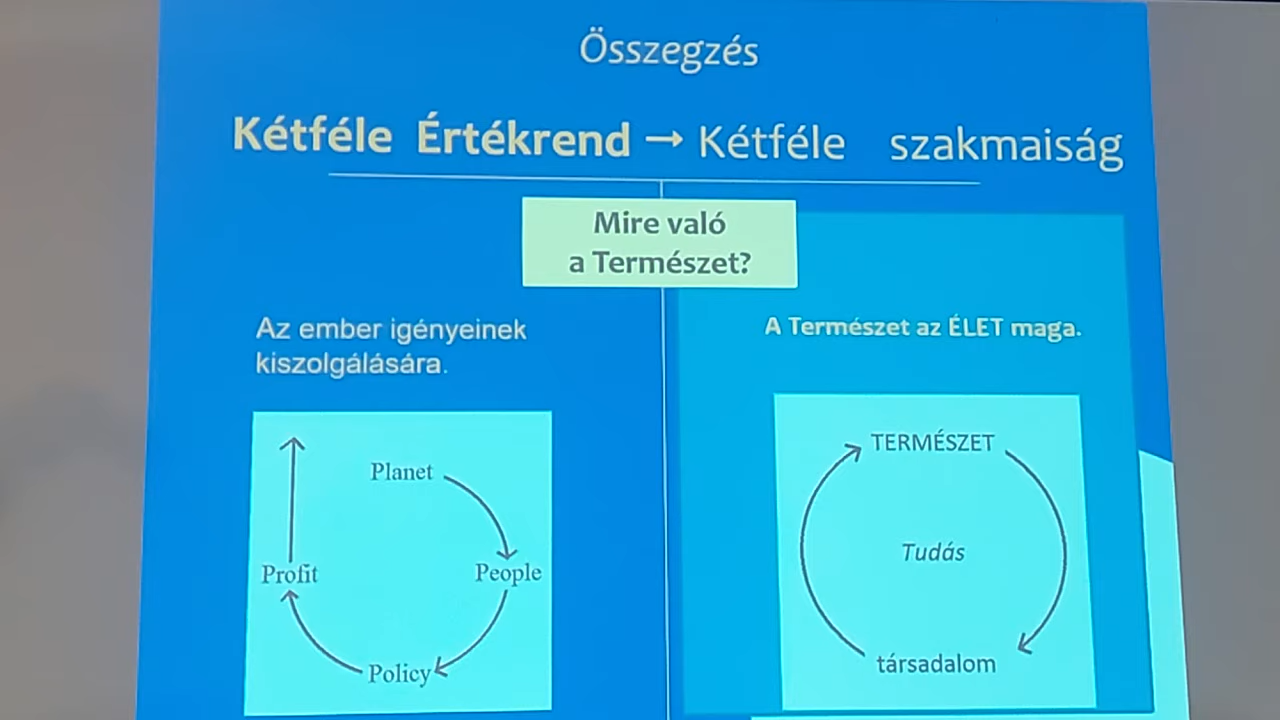 Összegzés
Kétféle Értékrend → Kétféle szakmaiság
Mire való
a Természet?
Az ember igényeinek
kiszolgálására.
Planet
People
Policy
Profit
A Természet az ÉLET maga.
TERMÉSZET
Tudás
társadalom